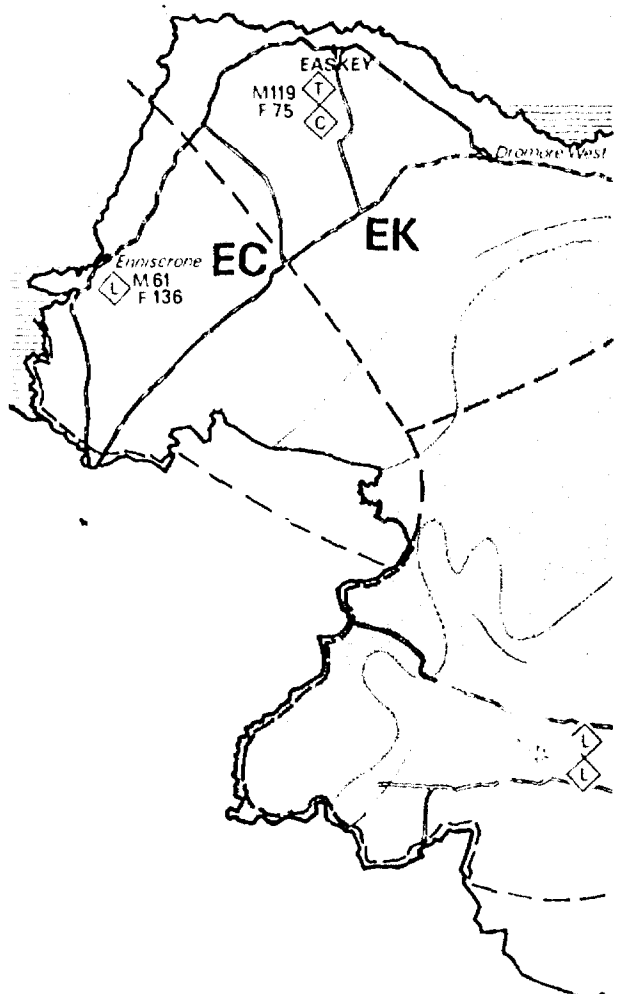 EASKEY
M119
F 75
T
C
Dromore West
EK
EC
Enniscrone
L
M 61
F 136
L
L